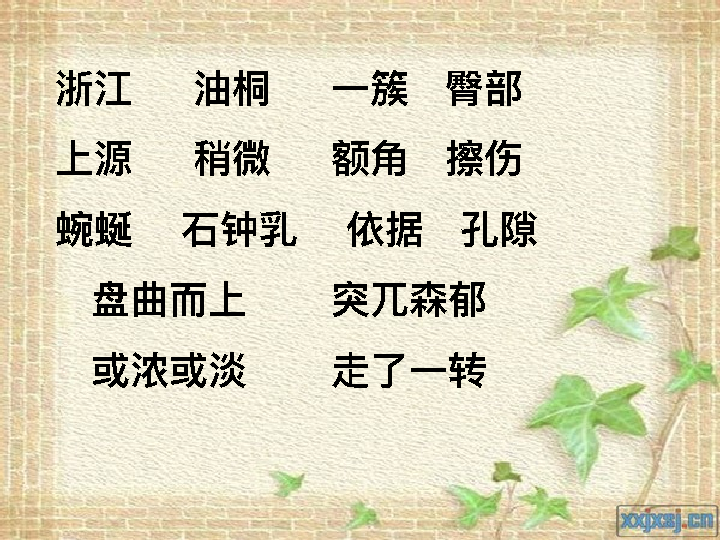 浙江 油桐 一簇 臀部
上源 稍微 额角 擦伤
蜿蜒 石钟乳 依据 孔隙
盘曲而上 突兀森郁
或浓或淡 走了一转
xxjxsj.cn